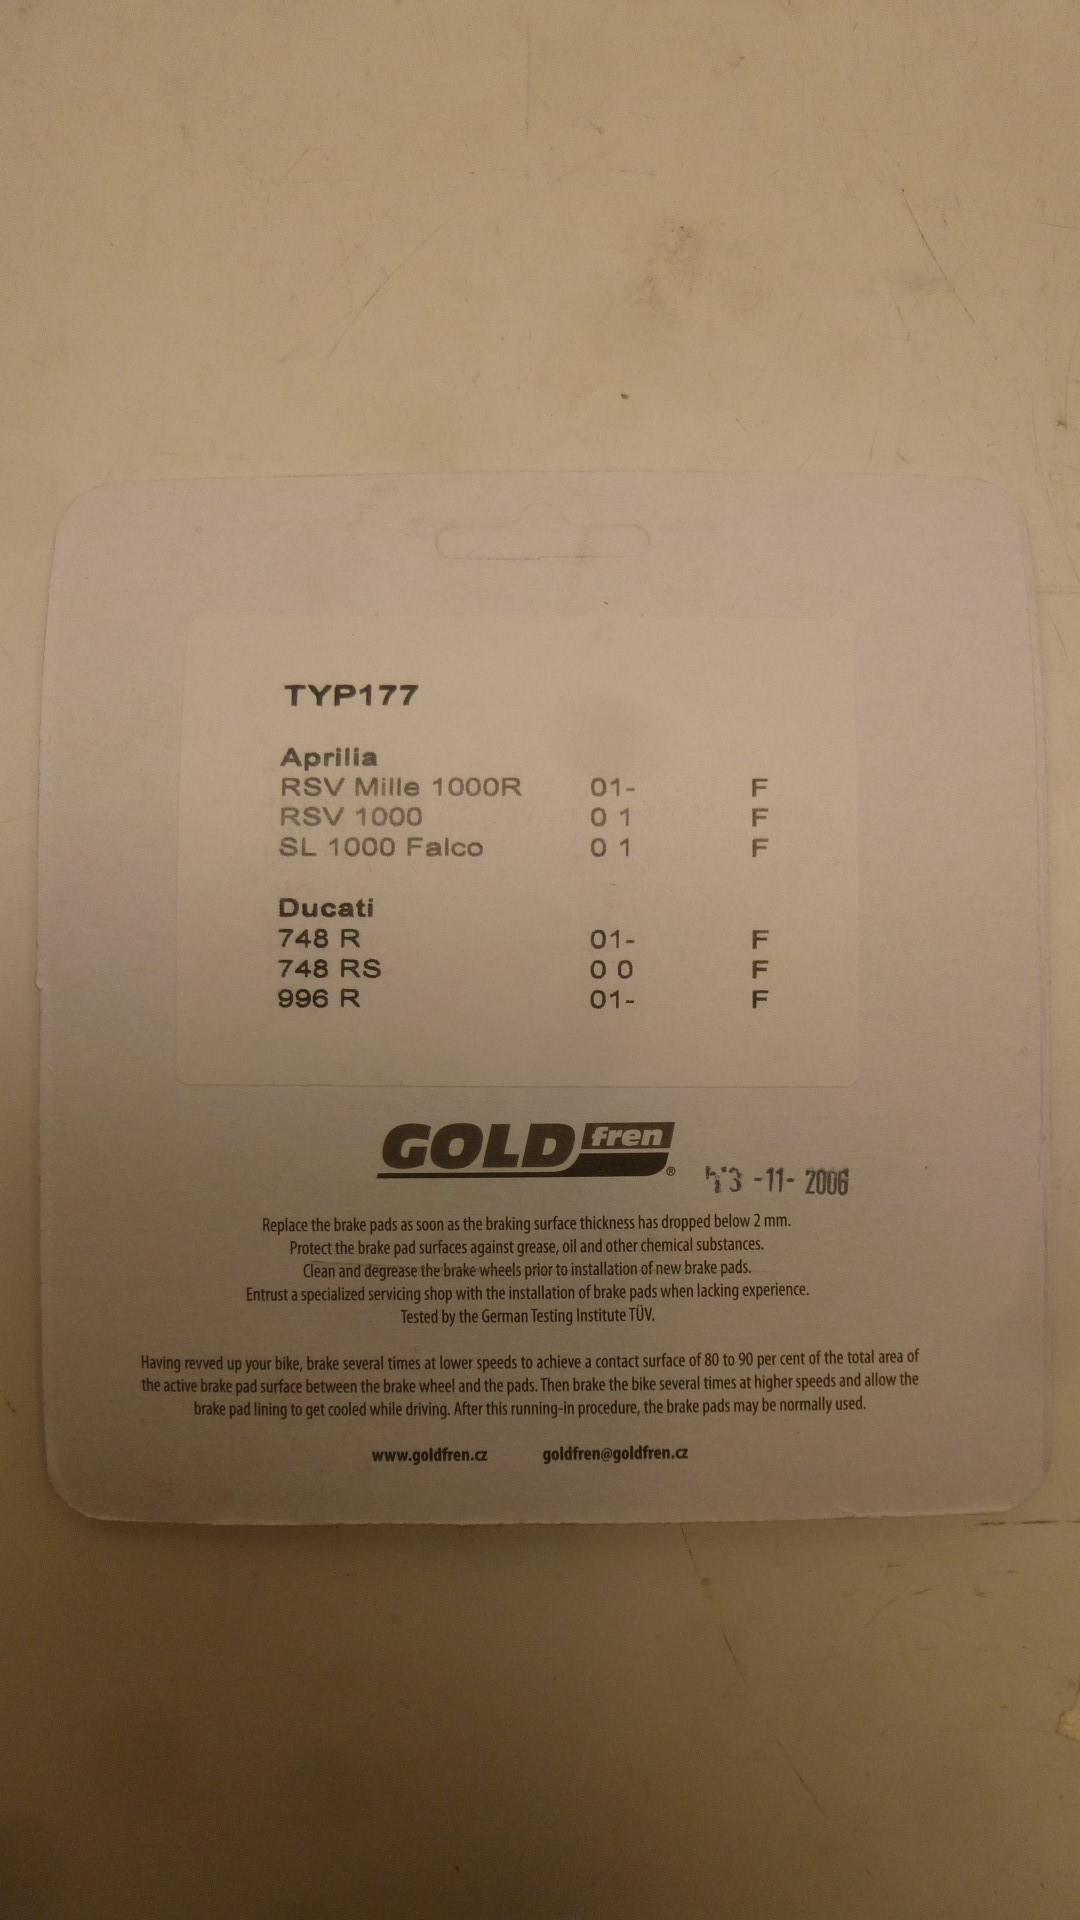 TYP177
Aprilia
RSV Mille 1000R 01- F
RSV 1000 0 1 F
SL 1000 Falco 0 1 F
Ducati
748 R 01- F
748 RS 0 0 F
996 R 01- F
GOLD fren ®
-11- 2006
Replace the brake pads as soon as the braking surface thickness has dropped below 2 mm.
Protect the brake pad surfaces against grease, oil and other chemical substances.
Clean and degrease the brake wheels prior to installation of new brake pads.
Entrust a specialized servicing shop with the installation of brake pads when lacking experience.
Tested by the German Testing Institute TÜV.
Having revved up your bike, brake several times at lower speeds to achieve a contact surface of 80 to 90 per cent of the total area of
the active brake pad surface between the brake wheel and the pads. Then brake the bike several times at higher speeds and allow the
brake pad lining to get cooled while driving. After this running-in procedure, the brake pads may be normally used.
www.goldfren.cz goldfren@goldfren.cz